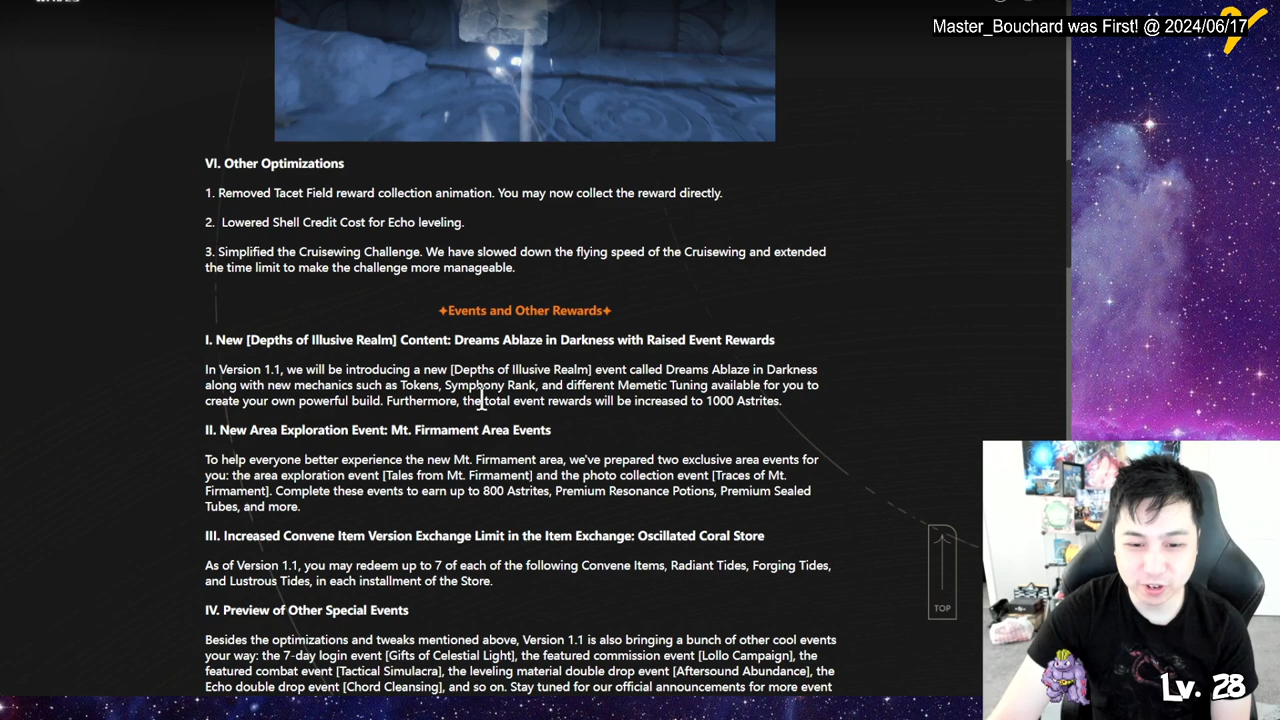 Master_Bouchard was First! @ 2024/06/17
VI. Other Optimizations
1. Removed Tacet Field reward collection animation. You may now collect the reward directly.
2. Lowered Shell Credit Cost for Echo leveling.
3. Simplified the Cruisewing Challenge. We have slowed down the flying speed of the Cruisewing and extended
the time limit to make the challenge more manageable.
✦Events and Other Rewards✦
I. New [Depths of Illusive Realm] Content: Dreams Ablaze in Darkness with Raised Event Rewards
In Version 1.1, we will be introducing a new [Depths of Illusive Realm] event called Dreams Ablaze in Darkness
along with new mechanics such as Tokens, Symphony Rank, and different Memetic Tuning available for you to
create your own powerful build. Furthermore, the total event rewards will be increased to 1000 Astrites.
II. New Area Exploration Event: Mt. Firmament Area Events
To help everyone better experience the new Mt. Firmament area, we've prepared two exclusive area events for
you: the area exploration event [Tales from Mt. Firmament] and the photo collection event [Traces of Mt.
Firmament]. Complete these events to earn up to 800 Astrites, Premium Resonance Potions, Premium Sealed
Tubes, and more.
III. Increased Convene Item Version Exchange Limit in the Item Exchange: Oscillated Coral Store
As of Version 1.1, you may redeem up to 7 of each of the following Convene Items, Radiant Tides, Forging Tides,
and Lustrous Tides, in each installment of the Store.
IV. Preview of Other Special Events
Besides the optimizations and tweaks mentioned above, Version 1.1 is also bringing a bunch of other cool events
your way: the 7-day login event [Gifts of Celestial Light], the featured commission event [Lollo Campaign], the
featured combat event [Tactical Simulacra], the leveling material double drop event [Aftersound Abundance], the
Echo double drop event [Chord Cleansing], and so on. Stay tuned for our official announcements for more event
TOP
Lv. 28